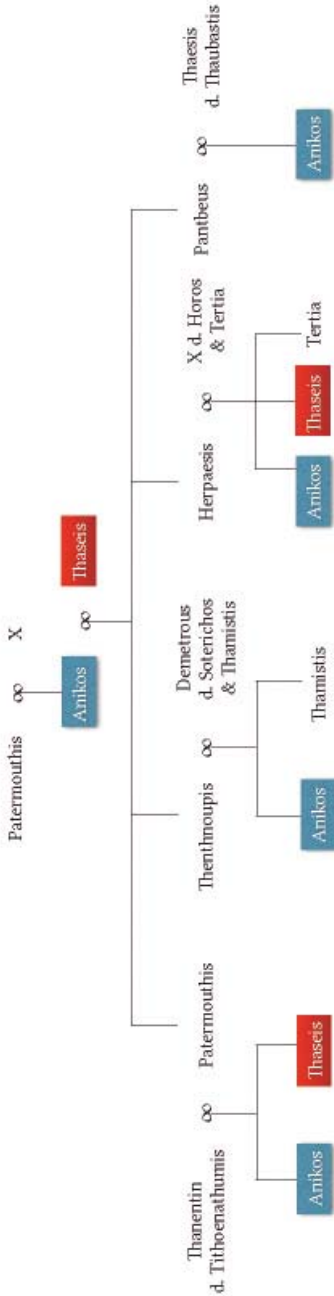 Patermouthis ∞ X
Anikos ∞ Thaseis
Patermouthis
Thenthnoupis
Herpaesis
Pantbeus
Thanentin
d. Tithoenathumis
∞
Demetrous
d. Soterichos
& Thamistis
∞
X d. Horos
& Tertia
∞
Thaesis
d. Thaubastis
∞
Anikos
Thaseis
Anikos
Thamistis
Anikos
Thaseis
Tertia
Anikos